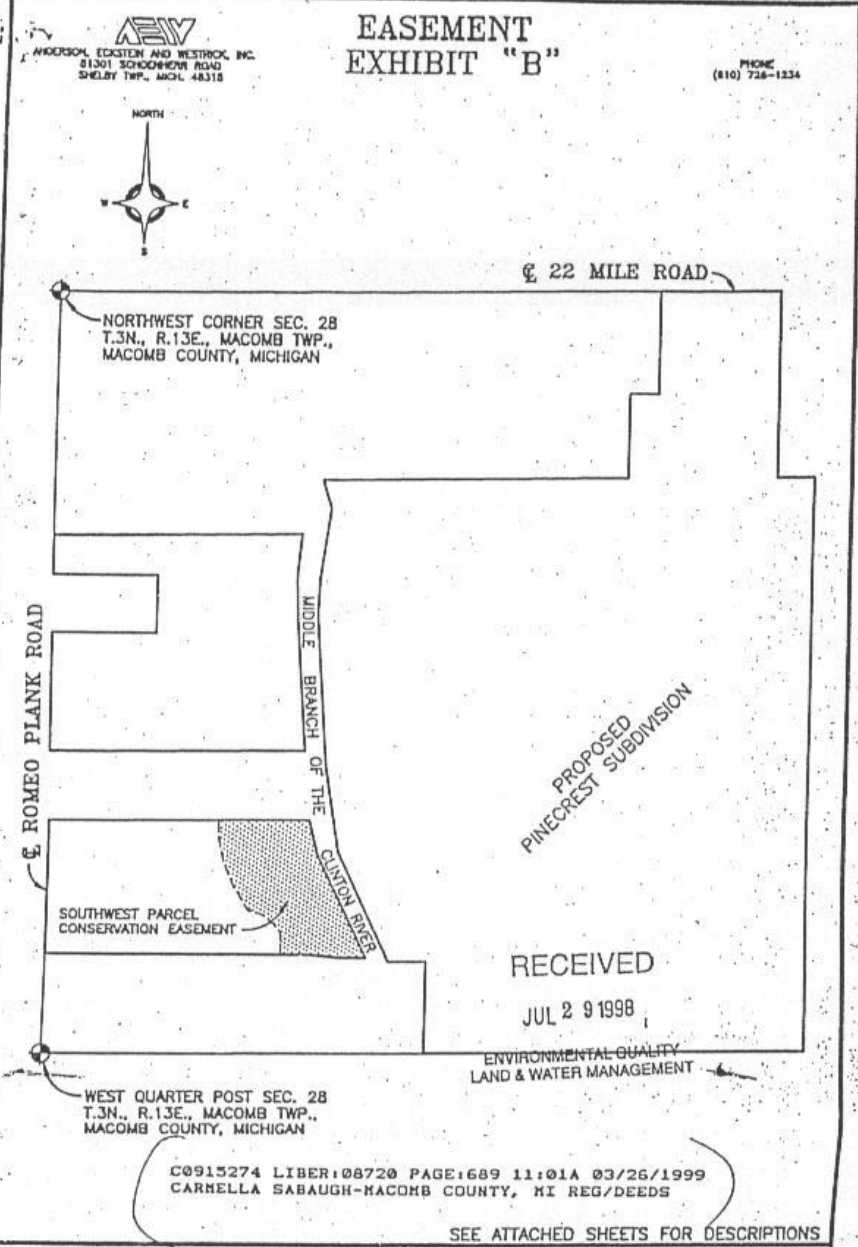 AEW
ANDERSON, ECKSTEIN AND WESTRICK, INC.
51301 SCHOENHERR ROAD
SHELBY TWP., MICH. 48315
EASEMENT
EXHIBIT "B"
PHONE
(810) 726-1234
NORTH
W
E
S
℄ 22 MILE ROAD
NORTHWEST CORNER SEC. 28
T.3N., R.13E., MACOMB TWP.,
MACOMB COUNTY, MICHIGAN
℄ ROMEO PLANK ROAD
MIDDLE BRANCH OF THE CLINTON RIVER
PROPOSED
PINECREST SUBDIVISION
SOUTHWEST PARCEL
CONSERVATION EASEMENT
RECEIVED
JUL 29 1998
ENVIRONMENTAL QUALITY
LAND & WATER MANAGEMENT
WEST QUARTER POST SEC. 28
T.3N., R.13E., MACOMB TWP.,
MACOMB COUNTY, MICHIGAN
C0915274 LIBER:08720 PAGE:689 11:01A 03/26/1999
CARMELLA SABAUGH-MACOMB COUNTY, MI REG/DEEDS
SEE ATTACHED SHEETS FOR DESCRIPTIONS